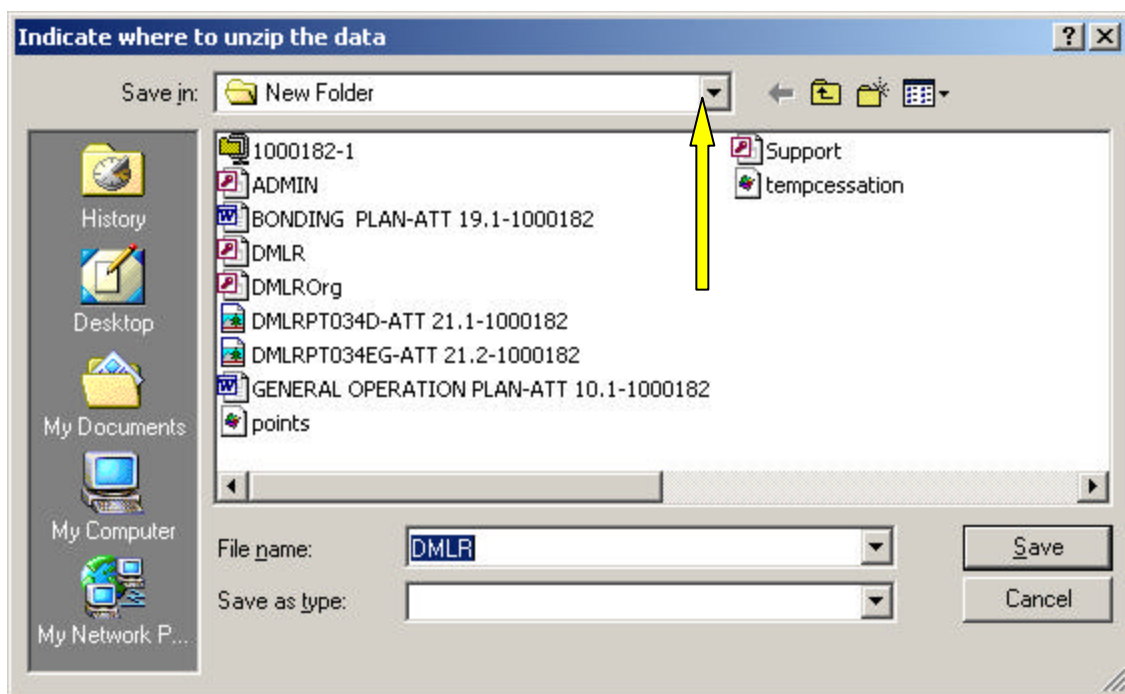 Indicate where to unzip the data
Save in:
New Folder
History
Desktop
My Documents
My Computer
My Network P...
1000182-1
ADMIN
BONDING PLAN-ATT 19.1-1000182
DMLR
DMLROrg
DMLRPT034D-ATT 21.1-1000182
DMLRPT034EG-ATT 21.2-1000182
GENERAL OPERATION PLAN-ATT 10.1-1000182
points
Support
tempcessation
File name:
DMLR
Save
Save as type:
Cancel